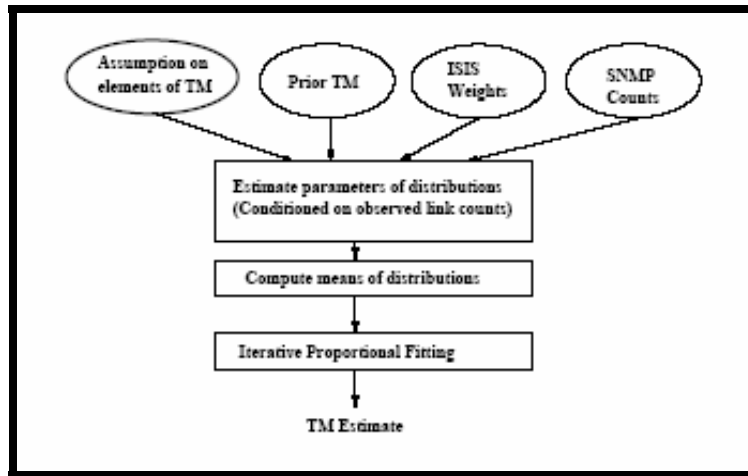 Assumption on
elements of TM
Prior TM
ISIS
Weights
SNMP
Counts
Estimate parameters of distributions
(Conditioned on observed link counts)
Compute means of distributions
Iterative Proportional Fitting
TM Estimate